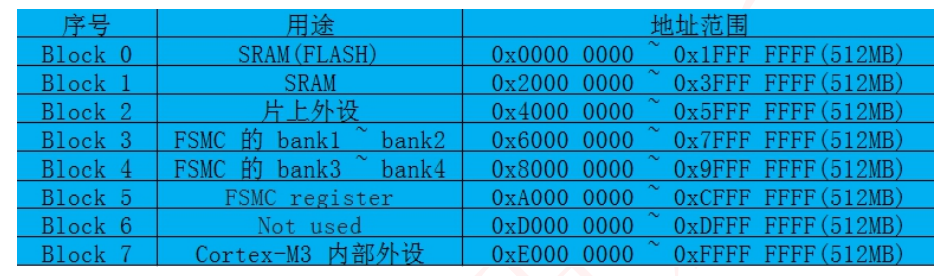 序号 用途 地址范围
Block 0 SRAM(FLASH) 0x0000 0000 ~ 0x1FFF FFFF(512MB)
Block 1 SRAM 0x2000 0000 ~ 0x3FFF FFFF(512MB)
Block 2 片上外设 0x4000 0000 ~ 0x5FFF FFFF(512MB)
Block 3 FSMC 的 bank1 ~ bank2 0x6000 0000 ~ 0x7FFF FFFF(512MB)
Block 4 FSMC 的 bank3 ~ bank4 0x8000 0000 ~ 0x9FFF FFFF(512MB)
Block 5 FSMC register 0xA000 0000 ~ 0xCFFF FFFF(512MB)
Block 6 Not used 0xD000 0000 ~ 0xDFFF FFFF(512MB)
Block 7 Cortex-M3 内部外设 0xE000 0000 ~ 0xFFFF FFFF(512MB)